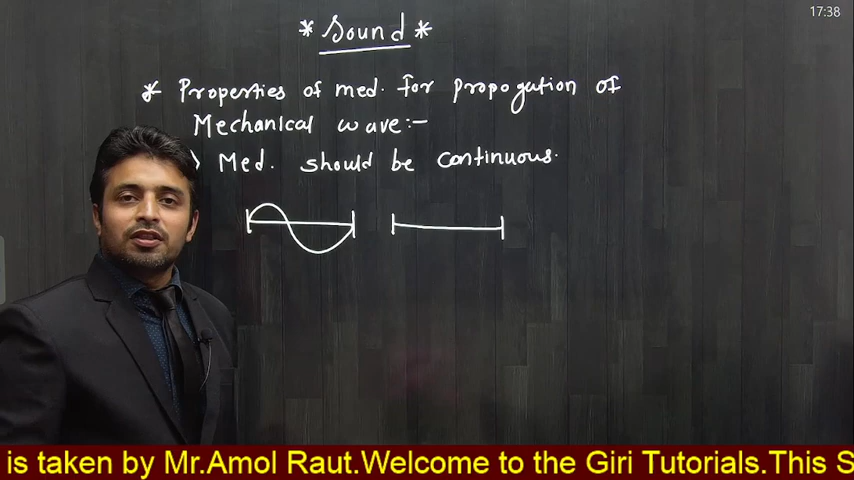 17:38
* Sound *
* Properties of med. for propogation of
Mechanical wave:-
) Med. should be continuous.
is taken by Mr.Amol Raut.Welcome to the Giri Tutorials.This S